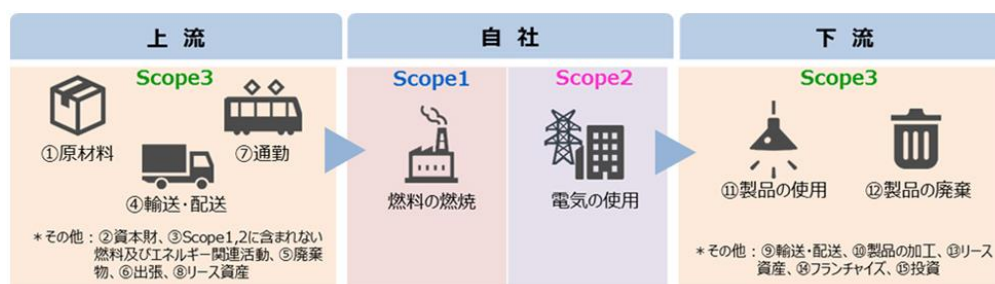 上 流
自 社
下 流
Scope3
①原材料
⑦通勤
④輸送・配送
＊その他：②資本財、③Scope1,2に含まれない
燃料及びエネルギー関連活動、⑤廃棄
物、⑥出張、⑧リース資産
Scope1
燃料の燃焼
Scope2
電気の使用
Scope3
⑪製品の使用
⑫製品の廃棄
＊その他：⑨輸送・配送、⑩製品の加工、⑬リース
資産、⑭フランチャイズ、⑮投資